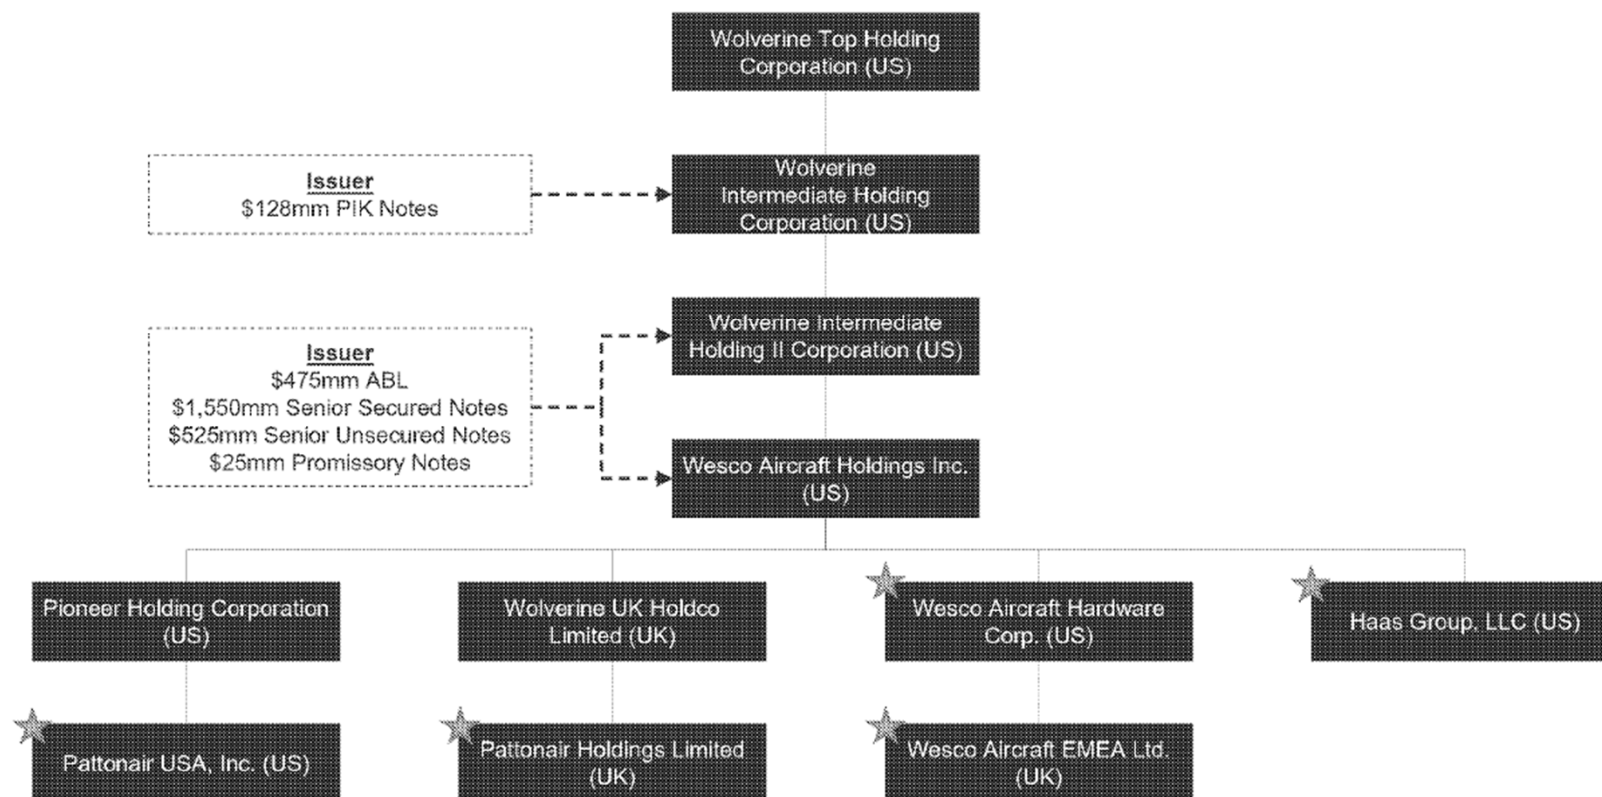 Wolverine Top Holding
Corporation (US)
Issuer
$128mm PIK Notes
Wolverine
Intermediate Holding
Corporation (US)
Issuer
$475mm ABL
$1,550mm Senior Secured Notes
$525mm Senior Unsecured Notes
$25mm Promissory Notes
Wolverine Intermediate
Holding II Corporation (US)
Wesco Aircraft Holdings Inc.
(US)
Pioneer Holding Corporation
(US)
Wolverine UK Holdco
Limited (UK)
Wesco Aircraft Hardware
Corp. (US)
Haas Group, LLC (US)
Pattonair USA, Inc. (US)
Pattonair Holdings Limited
(UK)
Wesco Aircraft EMEA Ltd.
(UK)